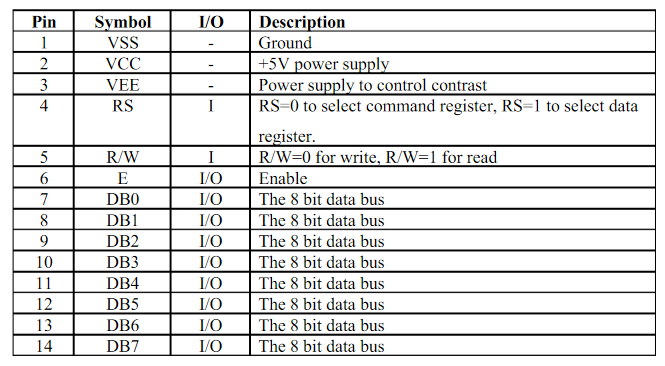 Pin Symbol I/O Description
1 VSS - Ground
2 VCC - +5V power supply
3 VEE - Power supply to control contrast
4 RS I RS=0 to select command register, RS=1 to select data
register.
5 R/W I R/W=0 for write, R/W=1 for read
6 E I/O Enable
7 DB0 I/O The 8 bit data bus
8 DB1 I/O The 8 bit data bus
9 DB2 I/O The 8 bit data bus
10 DB3 I/O The 8 bit data bus
11 DB4 I/O The 8 bit data bus
12 DB5 I/O The 8 bit data bus
13 DB6 I/O The 8 bit data bus
14 DB7 I/O The 8 bit data bus